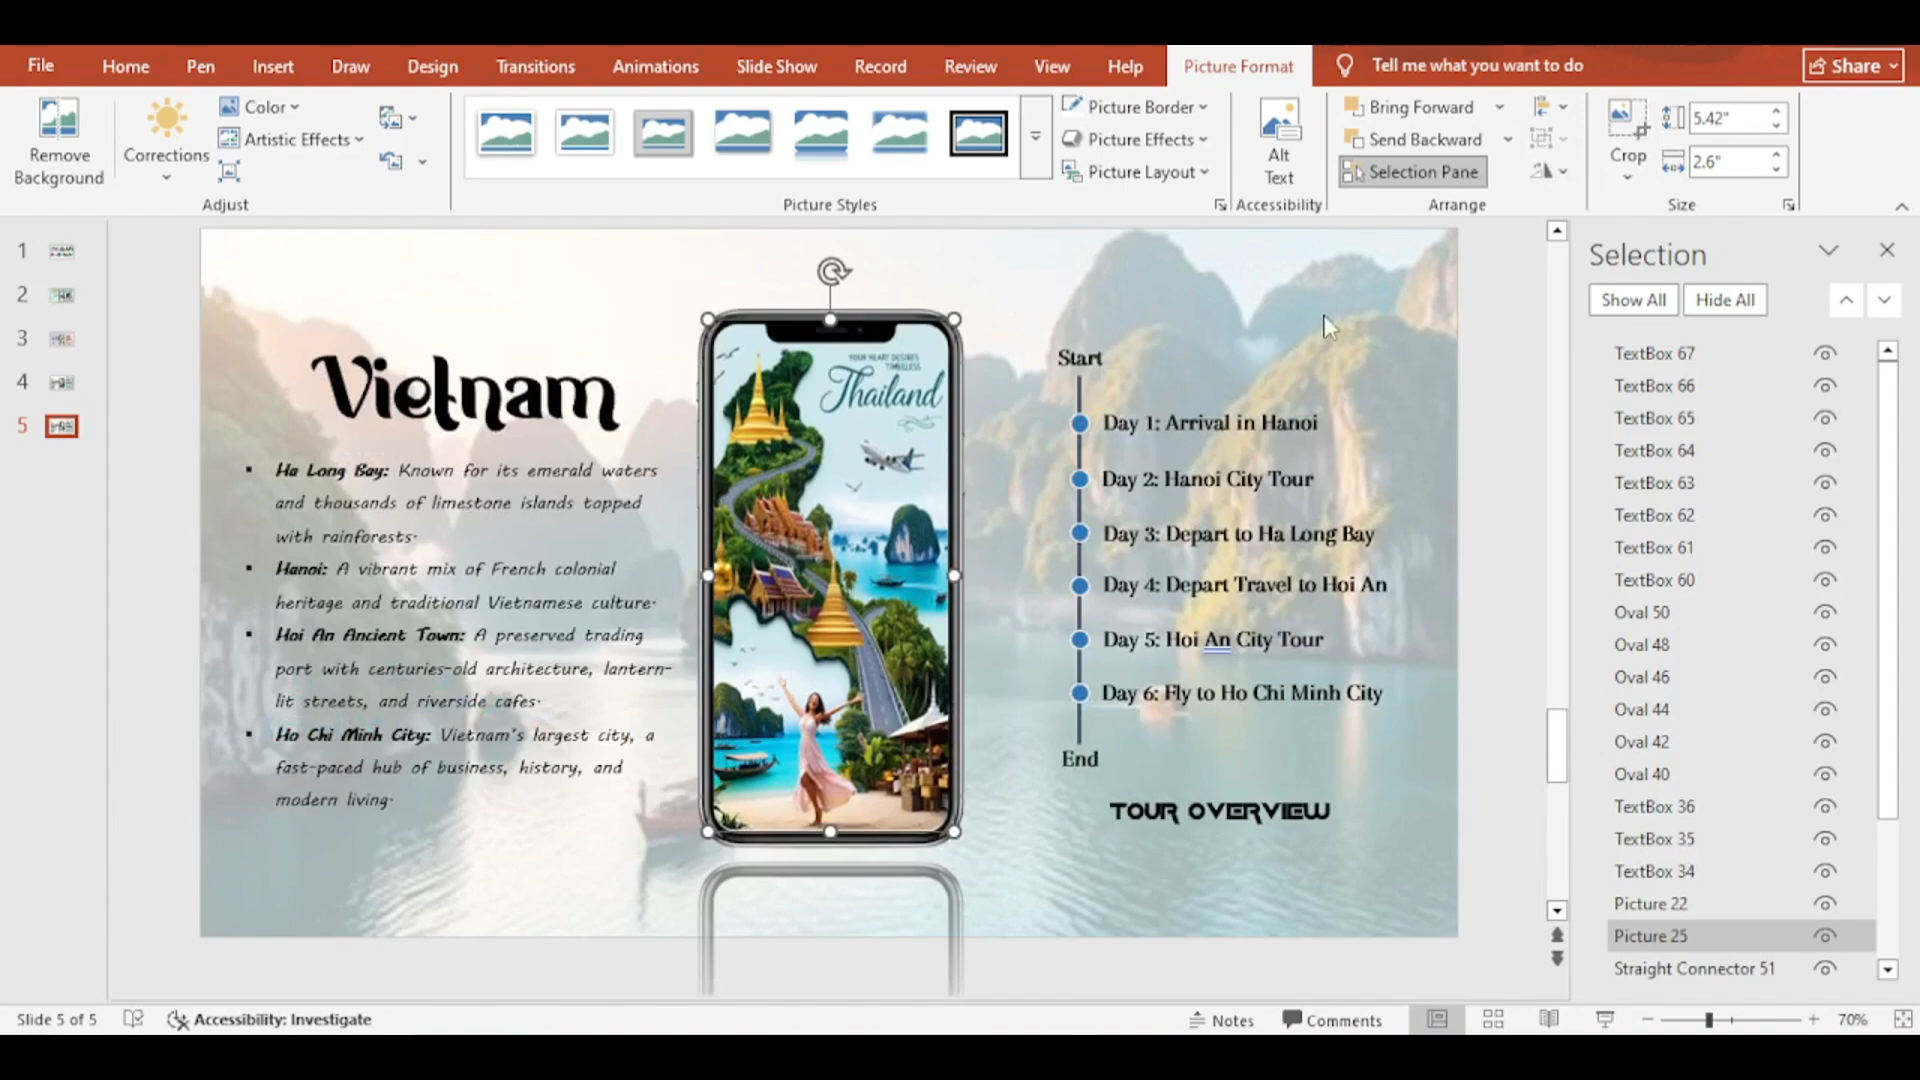 File Home Pen Insert Draw Design Transitions Animations Slide Show Record Review View Help Picture Format Tell me what you want to do Share
Remove Background
Corrections
Color
Artistic Effects
Adjust
Picture Styles
Picture Border
Picture Effects
Picture Layout
Alt Text
Accessibility
Bring Forward
Send Backward
Selection Pane
Arrange
Crop
5.42"
2.6"
Size
1
2
3
4
5
Vietnam
▪ Ha Long Bay: Known for its emerald waters
and thousands of limestone islands topped
with rainforests.
▪ Hanoi: A vibrant mix of French colonial
heritage and traditional Vietnamese culture.
▪ Hoi An Ancient Town: A preserved trading
port with centuries-old architecture, lantern-
lit streets, and riverside cafes.
▪ Ho Chi Minh City: Vietnam's largest city, a
fast-paced hub of business, history, and
modern living.
YOUR HEART DESIRE'S
TIMELESS
Thailand
Start
Day 1: Arrival in Hanoi
Day 2: Hanoi City Tour
Day 3: Depart to Ha Long Bay
Day 4: Depart Travel to Hoi An
Day 5: Hoi An City Tour
Day 6: Fly to Ho Chi Minh City
End
TOUR OVERVIEW
Selection
Show All Hide All
TextBox 67
TextBox 66
TextBox 65
TextBox 64
TextBox 63
TextBox 62
TextBox 61
TextBox 60
Oval 50
Oval 48
Oval 46
Oval 44
Oval 42
Oval 40
TextBox 36
TextBox 35
TextBox 34
Picture 22
Picture 25
Straight Connector 51
Slide 5 of 5 Accessibility: Investigate Notes Comments 70%